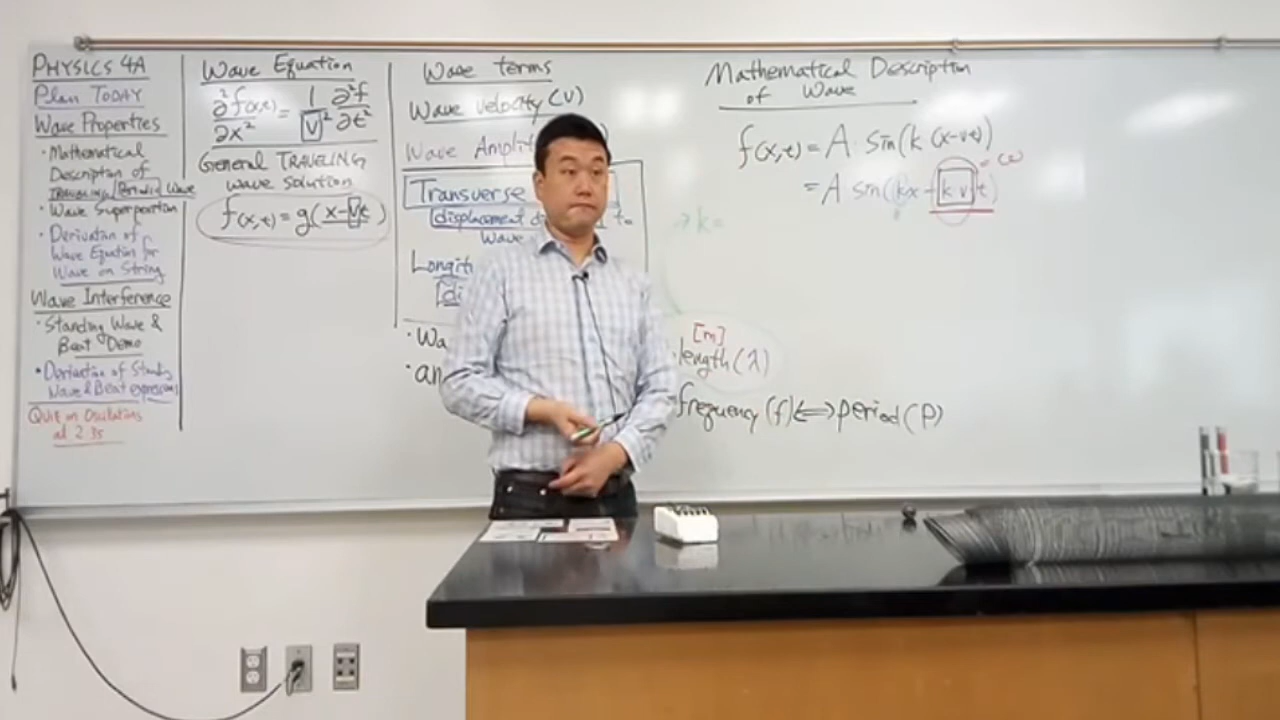 PHYSICS 4A
Plan TODAY
Wave Properties
• Mathematical
Description of
TRAVELING/Periodic Wave
• Wave Superposition
• Derivation of
Wave Equation for
Wave on String
Wave Interference
• Standing Wave &
Beat Demo
• Derivation of Standing
Wave & Beat expressions
Quiz on Oscillations
at 2:35
Wave Equation
∂²f(x,t)/∂x² = 1/v² ∂²f/∂t²
General TRAVELING
wave solution
f(x,t) = g(x-vt)
Wave terms
Wave velocity (v)
Wave Amplit
Transverse
displacement
Wave
Longit
• Wa
• an
→ k =
[m]
length (λ)
frequency (f) ⟺ period (P)
Mathematical Description
of Wave
f(x,t) = A sin(k (x-vt))
= A sin(kx - k v t)
= ω